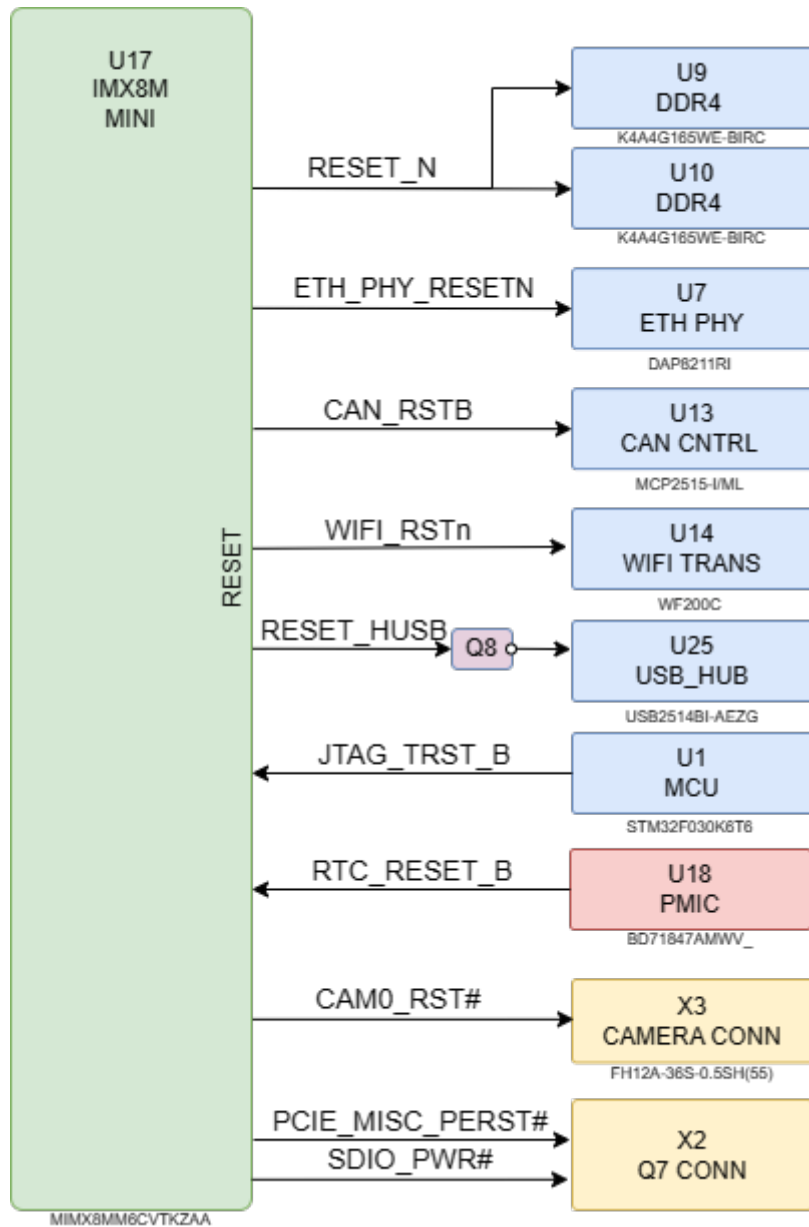 U17
IMX8M
MINI
RESET
MIMX8MM6CVTKZAA
RESET_N
U9
DDR4
K4A4G165WE-BIRC
U10
DDR4
K4A4G165WE-BIRC
ETH_PHY_RESETN
U7
ETH PHY
DAP8211RI
CAN_RSTB
U13
CAN CNTRL
MCP2515-I/ML
WIFI_RSTn
U14
WIFI TRANS
WF200C
RESET_HUSB
Q8
U25
USB_HUB
USB2514BI-AEZG
JTAG_TRST_B
U1
MCU
STM32F030K6T6
RTC_RESET_B
U18
PMIC
BD71847AMWV_
CAM0_RST#
X3
CAMERA CONN
FH12A-36S-0.5SH(55)
PCIE_MISC_PERST#
SDIO_PWR#
X2
Q7 CONN